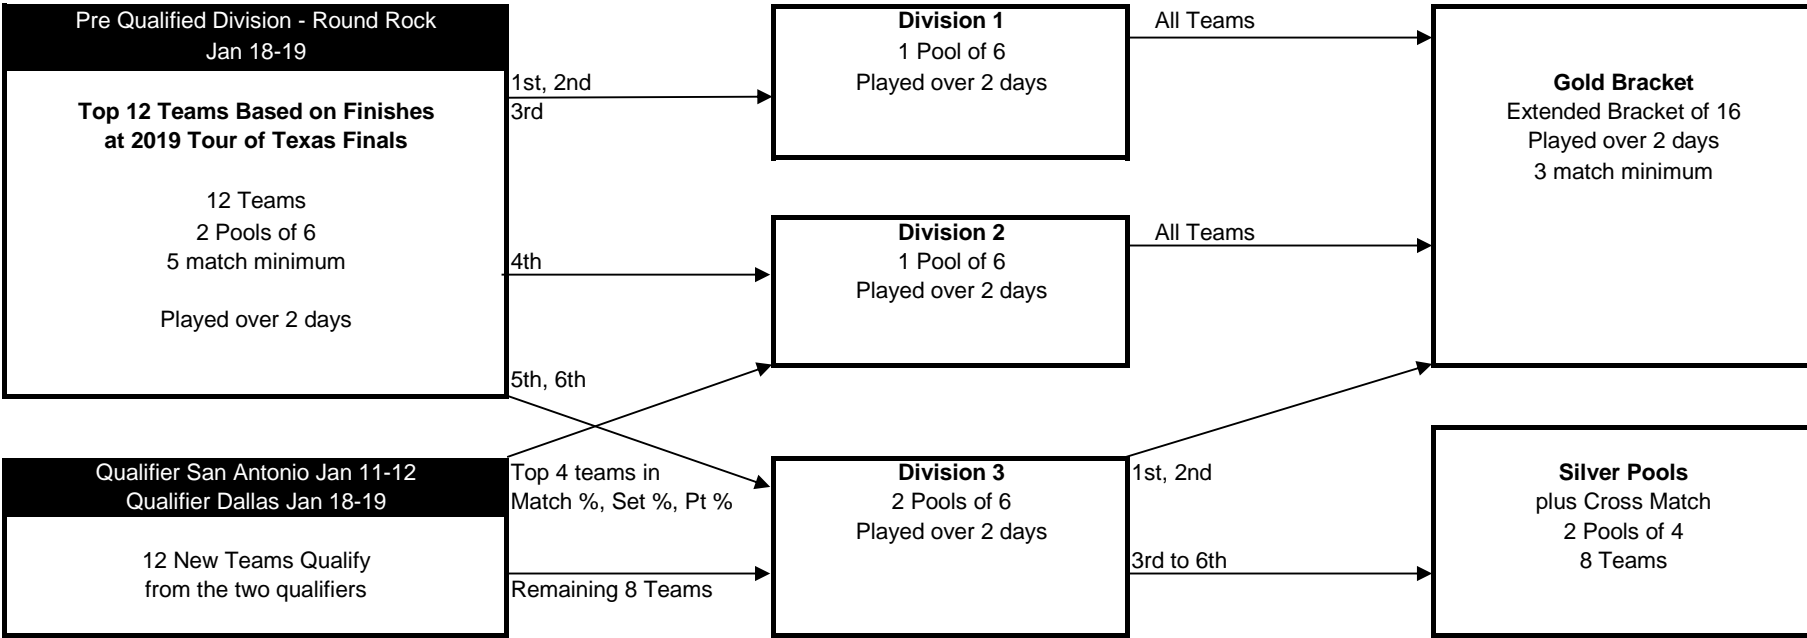 Pre Qualified Division - Round Rock
Jan 18-19
Top 12 Teams Based on Finishes
at 2019 Tour of Texas Finals
12 Teams
2 Pools of 6
5 match minimum
Played over 2 days
1st, 2nd
3rd
4th
5th, 6th
Qualifier San Antonio Jan 11-12
Qualifier Dallas Jan 18-19
12 New Teams Qualify
from the two qualifiers
Top 4 teams in
Match %, Set %, Pt %
Remaining 8 Teams
Division 1
1 Pool of 6
Played over 2 days
All Teams
Division 2
1 Pool of 6
Played over 2 days
All Teams
Division 3
2 Pools of 6
Played over 2 days
1st, 2nd
3rd to 6th
Gold Bracket
Extended Bracket of 16
Played over 2 days
3 match minimum
Silver Pools
plus Cross Match
2 Pools of 4
8 Teams